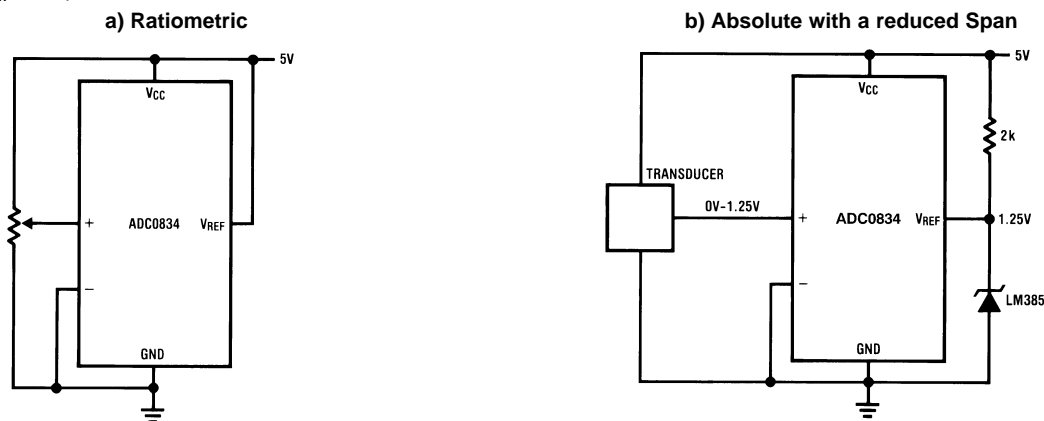 a) Ratiometric
5V
VCC
+
ADC0834
VREF
−
GND
b) Absolute with a reduced Span
5V
VCC
2k
TRANSDUCER
0V–1.25V
+
ADC0834
VREF
1.25V
−
LM385
GND